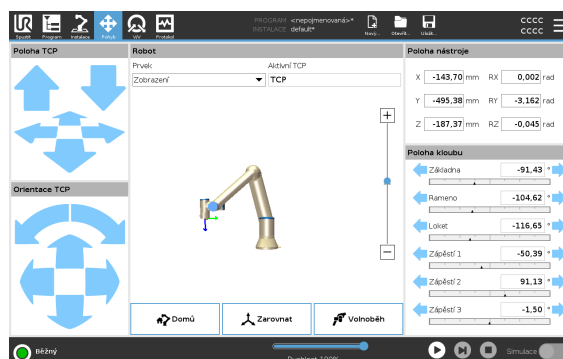 UR
PROGRAM <nepojmenovaná>*
INSTALACE default*
CCCC
CCCC
Spustit Program Instalace Pohyb I/V Protokol
Nový... Otevřít... Uložit...
Poloha TCP
Robot
Prvek Aktivní TCP
Zobrazení TCP
Poloha nástroje
X -143,70 mm RX 0,002 rad
Y -495,38 mm RY -3,162 rad
Z -187,37 mm RZ -0,045 rad
Poloha kloubu
Základna -91,43 °
Rameno -104,62 °
Loket -116,65 °
Zápěstí 1 -50,39 °
Zápěstí 2 91,13 °
Zápěstí 3 -1,50 °
Orientace TCP
Domů Zarovnat Volnoběh
Běžný
Rychlost 100%
Simulace